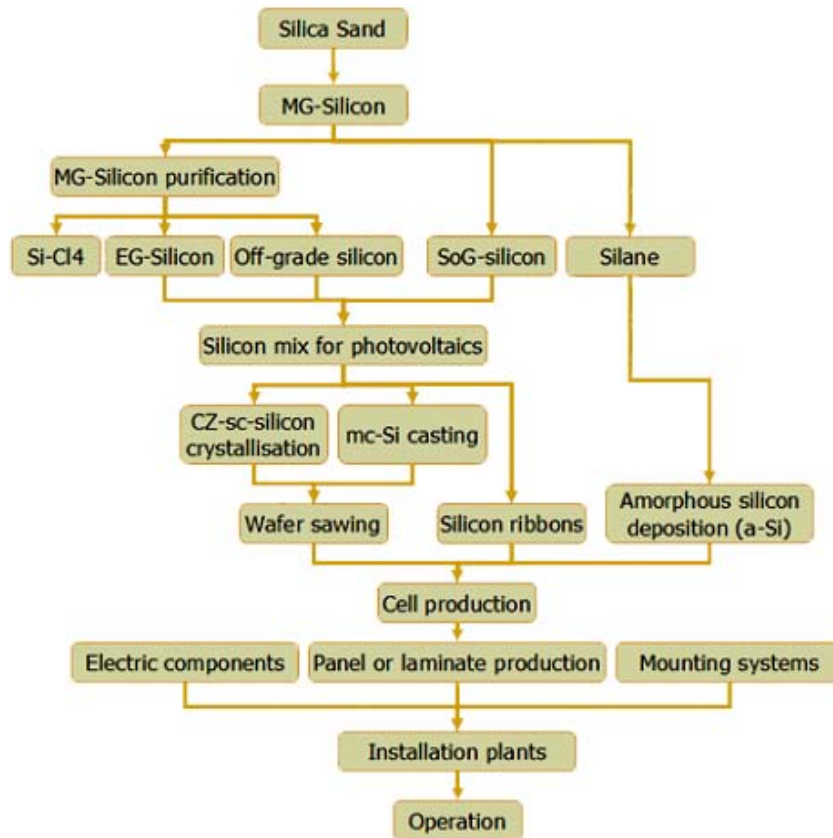 Silica Sand
MG-Silicon
MG-Silicon purification
Si-Cl4
EG-Silicon
Off-grade silicon
SoG-silicon
Silane
Silicon mix for photovoltaics
CZ-sc-silicon
crystallisation
mc-Si casting
Wafer sawing
Silicon ribbons
Amorphous silicon
deposition (a-Si)
Cell production
Electric components
Panel or laminate production
Mounting systems
Installation plants
Operation